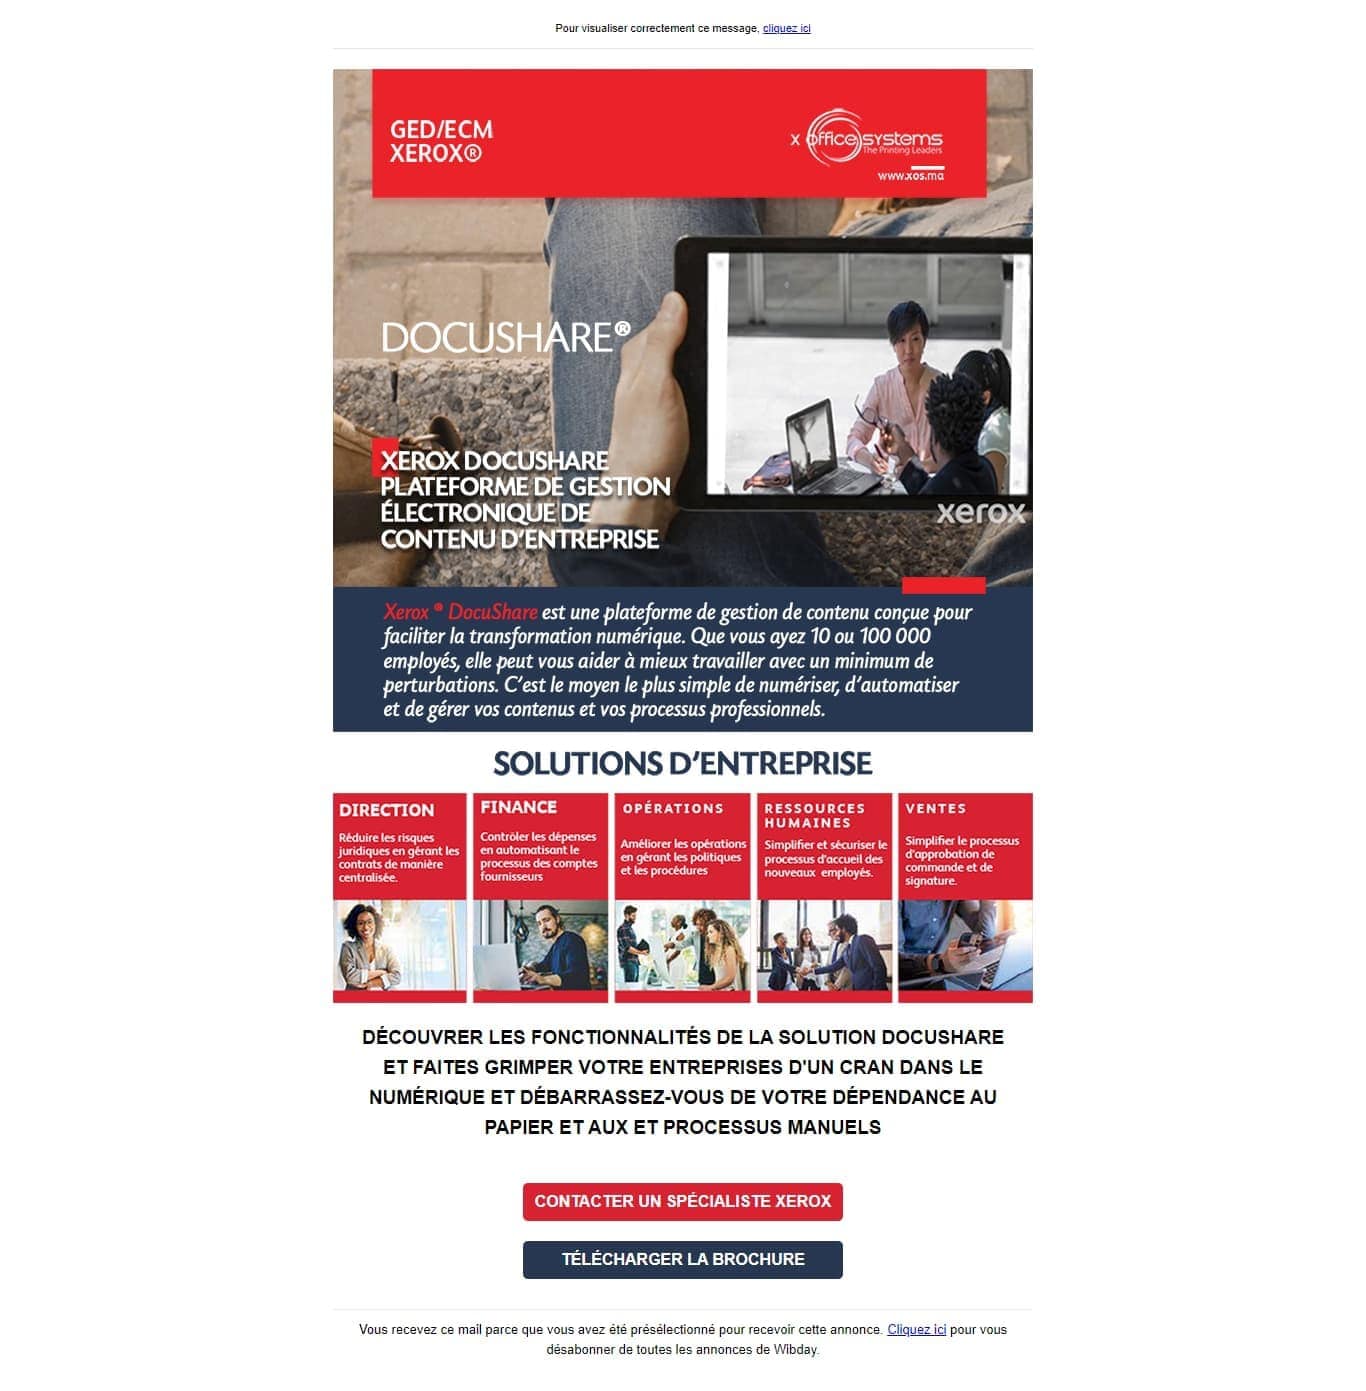 Pour visualiser correctement ce message, cliquez ici
GED/ECM
XEROX®
x officesystems
The Printing Leaders
www.xos.ma
DOCUSHARE®
XEROX DOCUSHARE
PLATEFORME DE GESTION
ÉLECTRONIQUE DE
CONTENU D'ENTREPRISE
xerox
Xerox ® DocuShare est une plateforme de gestion de contenu conçue pour
faciliter la transformation numérique. Que vous ayez 10 ou 100 000
employés, elle peut vous aider à mieux travailler avec un minimum de
perturbations. C'est le moyen le plus simple de numériser, d'automatiser
et de gérer vos contenus et vos processus professionnels.
SOLUTIONS D'ENTREPRISE
DIRECTION
Réduire les risques
juridiques en gérant les
contrats de manière
centralisée.
FINANCE
Contrôler les dépenses
en automatisant le
processus des comptes
fournisseurs
OPÉRATIONS
Améliorer les opérations
en gérant les politiques
et les procédures
RESSOURCES
HUMAINES
Simplifier et sécuriser le
processus d'accueil des
nouveaux employés.
VENTES
Simplifier le processus
d'approbation de
commande et de
signature.
DÉCOUVRER LES FONCTIONNALITÉS DE LA SOLUTION DOCUSHARE
ET FAITES GRIMPER VOTRE ENTREPRISES D'UN CRAN DANS LE
NUMÉRIQUE ET DÉBARRASSEZ-VOUS DE VOTRE DÉPENDANCE AU
PAPIER ET AUX ET PROCESSUS MANUELS
CONTACTER UN SPÉCIALISTE XEROX
TÉLÉCHARGER LA BROCHURE
Vous recevez ce mail parce que vous avez été présélectionné pour recevoir cette annonce. Cliquez ici pour vous
désabonner de toutes les annonces de Wibday.